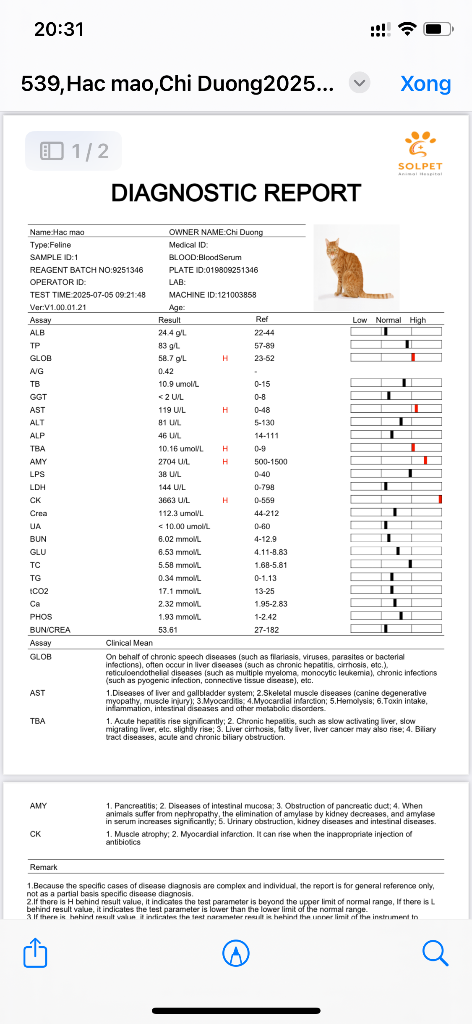 20:31
539,Hac mao,Chi Duong2025... Xong
1/2
SOLPET
Animal Hospital
DIAGNOSTIC REPORT
Name:Hac mao OWNER NAME:Chi Duong
Type:Feline Medical ID:
SAMPLE ID:1 BLOOD:BloodSerum
REAGENT BATCH NO:9251346 PLATE ID:019809251346
OPERATOR ID: LAB:
TEST TIME:2025-07-05 09:21:48 MACHINE ID:121003858
Ver:V1.00.01.21 Age:
Assay Result Ref Low Normal High
ALB 24.4 g/L 22-44
TP 83 g/L 57-89
GLOB 58.7 g/L H 23-52
A/G 0.42 -
TB 10.9 umol/L 0-15
GGT < 2 U/L 0-8
AST 119 U/L H 0-48
ALT 81 U/L 5-130
ALP 46 U/L 14-111
TBA 10.16 umol/L H 0-9
AMY 2704 U/L H 500-1500
LPS 38 U/L 0-40
LDH 144 U/L 0-798
CK 3663 U/L H 0-559
Crea 112.3 umol/L 44-212
UA < 10.00 umol/L 0-60
BUN 6.02 mmol/L 4-12.9
GLU 6.53 mmol/L 4.11-8.83
TC 5.58 mmol/L 1.68-5.81
TG 0.34 mmol/L 0-1.13
tCO2 17.1 mmol/L 13-25
Ca 2.32 mmol/L 1.95-2.83
PHOS 1.93 mmol/L 1-2.42
BUN/CREA 53.61 27-182
Assay Clinical Mean
GLOB On behalf of chronic speech diseases (such as filariasis, viruses, parasites or bacterial
infections), often occur in liver diseases (such as chronic hepatitis, cirrhosis, etc.),
reticuloendothelial diseases (such as multiple myeloma, monocytic leukemia), chronic infections
(such as pyogenic infection, connective tissue disease), etc.
AST 1.Diseases of liver and gallbladder system; 2.Skeletal muscle diseases (canine degenerative
myopathy, muscle injury); 3.Myocarditis; 4.Myocardial infarction; 5.Hemolysis; 6.Toxin intake,
inflammation, intestinal diseases and other metabolic disorders.
TBA 1. Acute hepatitis rise significantly; 2. Chronic hepatitis, such as slow activating liver, slow
migrating liver, etc. slightly rise; 3. Liver cirrhosis, fatty liver, liver cancer may also rise; 4. Biliary
tract diseases, acute and chronic biliary obstruction.
AMY 1. Pancreatitis; 2. Diseases of intestinal mucosa; 3. Obstruction of pancreatic duct; 4. When
animals suffer from nephropathy, the elimination of amylase by kidney decreases, and amylase
in serum increases significantly; 5. Urinary obstruction, kidney diseases and intestinal diseases.
CK 1. Muscle atrophy; 2. Myocardial infarction. It can rise when the inappropriate injection of
antibiotics
Remark
1.Because the specific cases of disease diagnosis are complex and individual, the report is for general reference only,
not as a partial basis specific disease diagnosis.
2.If there is H behind result value, it indicates the test parameter is beyond the upper limit of normal range, If there is L
behind result value, it indicates the test parameter is lower than the lower limit of the normal range.
3.If there is, behind result value, it indicates the test parameter result is behind the upper limit of the instrument to